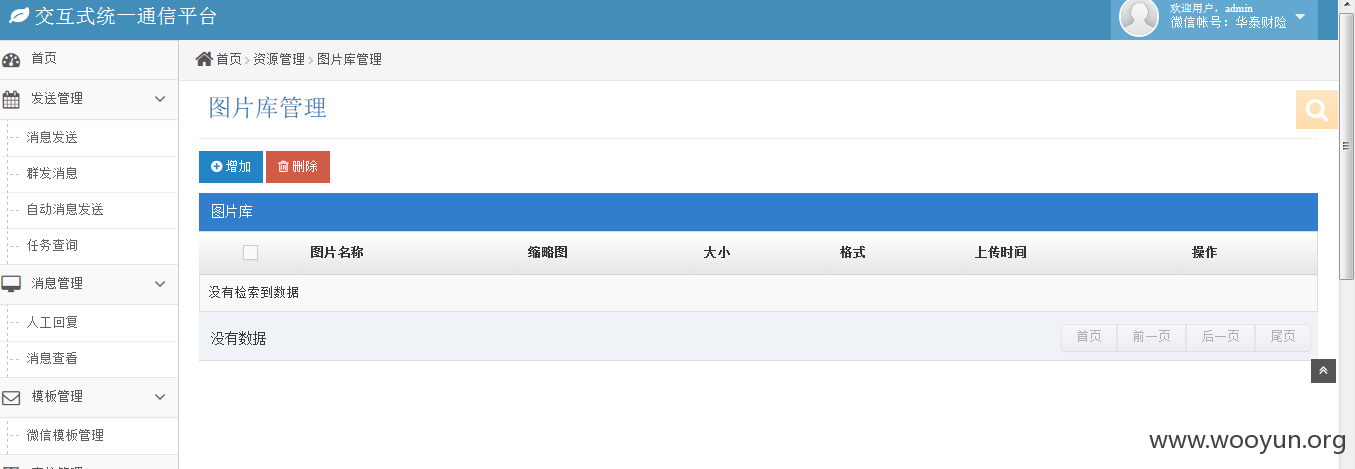 交互式统一通信平台
欢迎用户，admin
微信帐号：华泰财险
首页
发送管理
消息发送
群发消息
自动消息发送
任务查询
消息管理
人工回复
消息查看
模板管理
微信模板管理
首页 › 资源管理 › 图片库管理
图片库管理
增加 删除
图片库
图片名称 缩略图 大小 格式 上传时间 操作
没有检索到数据
没有数据 首页 前一页 后一页 尾页
www.wooyun.org